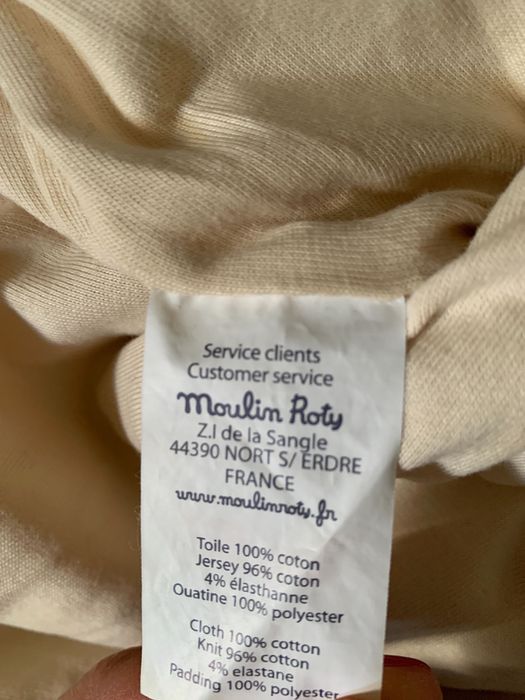 Service clients
Customer service
Moulin Roty
Z.I de la Sangle
44390 NORT S/ ERDRE
FRANCE
www.moulinroty.fr
Toile 100% coton
Jersey 96% coton
4% élasthanne
Ouatine 100% polyester
Cloth 100% cotton
Knit 96% cotton
4% elastane
Padding 100% polyester